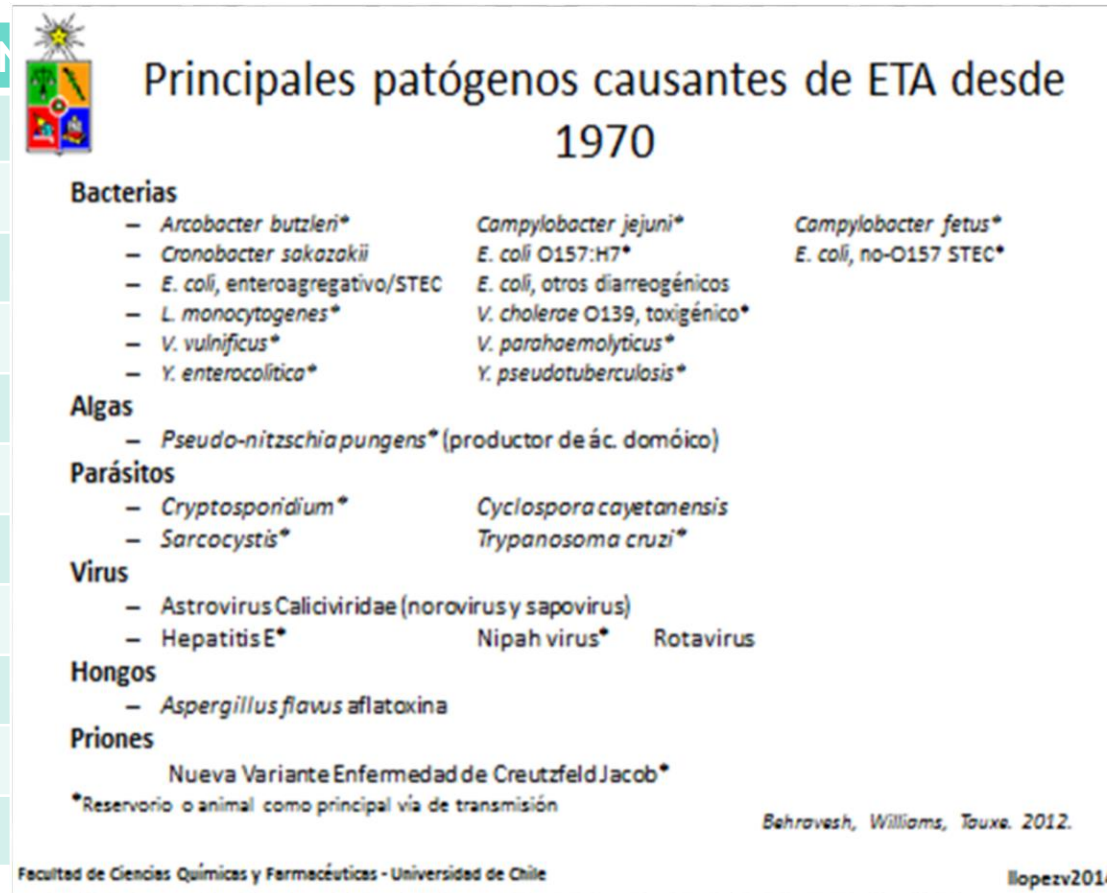 Principales patógenos causantes de ETA desde
1970
Bacterias
– Arcobacter butzleri* Campylobacter jejuni* Campylobacter fetus*
– Cronobacter sakazakii E. coli O157:H7* E. coli, no-O157 STEC*
– E. coli, enteroagregativo/STEC E. coli, otros diarreogénicos
– L. monocytogenes* V. cholerae O139, toxigénico*
– V. vulnificus* V. parahaemolyticus*
– Y. enterocolitica* Y. pseudotuberculosis*
Algas
– Pseudo-nitzschia pungens* (productor de ác. domóico)
Parásitos
– Cryptosporidium* Cyclospora cayetanensis
– Sarcocystis* Trypanosoma cruzi*
Virus
– Astrovirus Caliciviridae (norovirus y sapovirus)
– Hepatitis E* Nipah virus* Rotavirus
Hongos
– Aspergillus flavus aflatoxina
Priones
Nueva Variante Enfermedad de Creutzfeld Jacob*
*Reservorio o animal como principal vía de transmisión
Behravesh, Williams, Tauxe. 2012.
Facultad de Ciencias Químicas y Farmacéuticas - Universidad de Chile llopezv2014